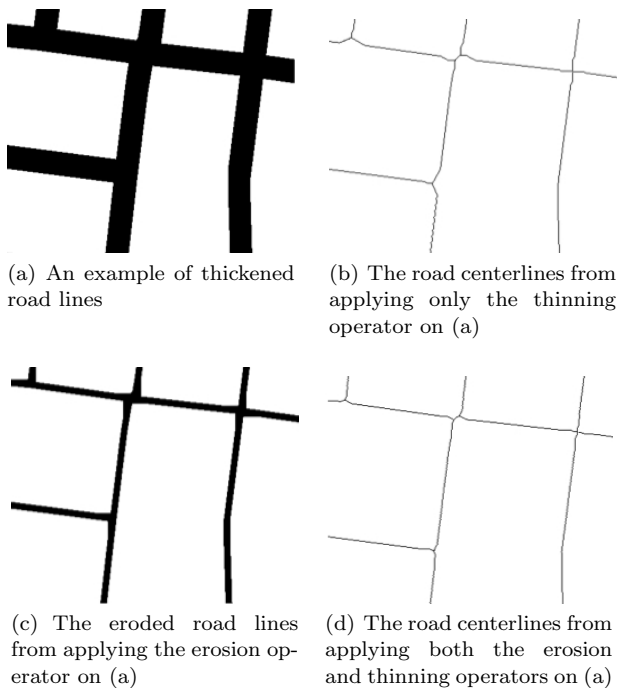 (a) An example of thickened
road lines
(b) The road centerlines from
applying only the thinning
operator on (a)
(c) The eroded road lines
from applying the erosion op-
erator on (a)
(d) The road centerlines from
applying both the erosion
and thinning operators on (a)